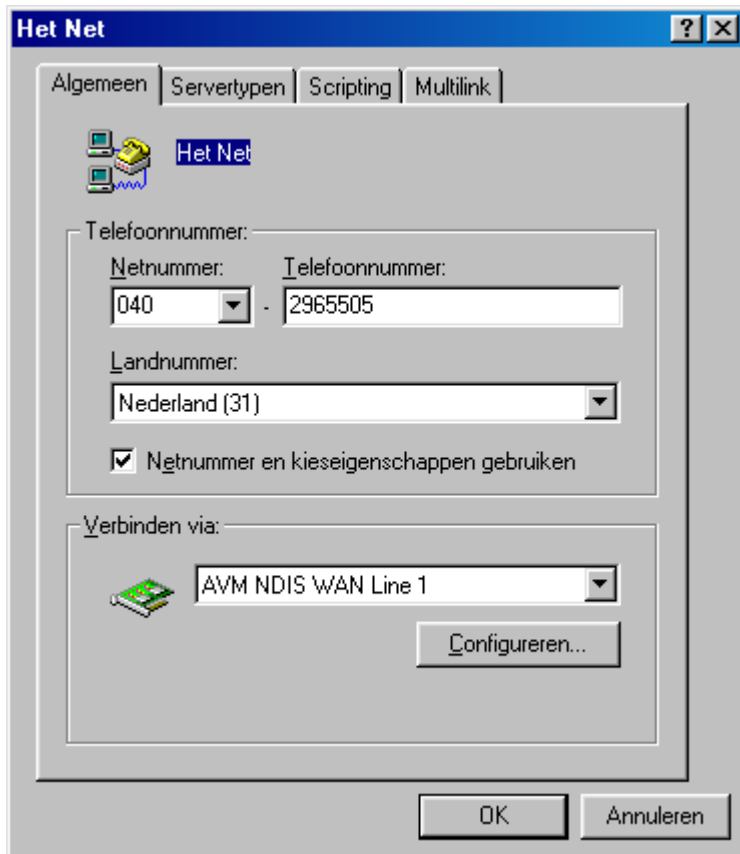 Het Net
Algemeen Servertypen Scripting Multilink
Het Net
Telefoonnummer:
Netnummer: Telefoonnummer:
040 - 2965505
Landnummer:
Nederland (31)
Netnummer en kieseigenschappen gebruiken
Verbinden via:
AVM NDIS WAN Line 1
Configureren...
OK Annuleren